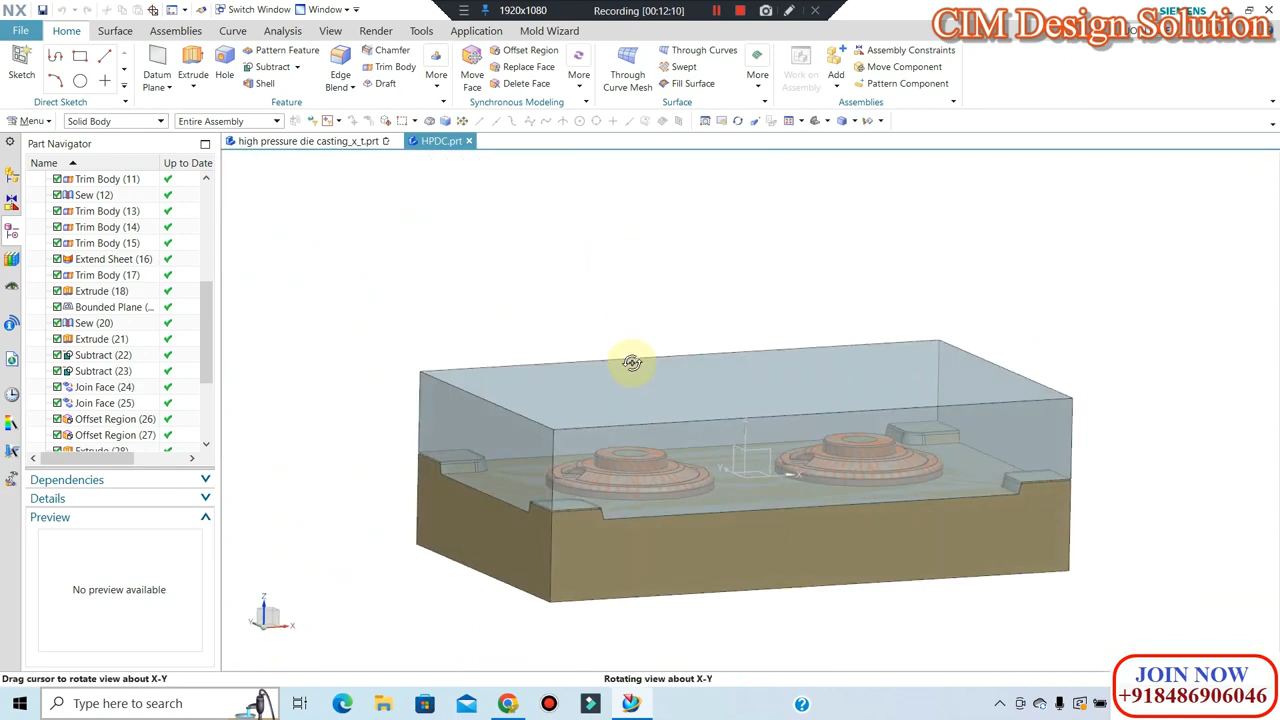 NX
Switch Window
Window
1920x1080
Recording [00:12:10]
SIEMENS
CIM Design Solution
File
Home
Surface
Assemblies
Curve
Analysis
View
Render
Tools
Application
Mold Wizard
Sketch
Direct Sketch
Datum Plane
Extrude
Hole
Pattern Feature
Subtract
Shell
Edge Blend
Chamfer
Trim Body
Draft
More
Feature
Move Face
Offset Region
Replace Face
Delete Face
More
Synchronous Modeling
Through Curve Mesh
Through Curves
Swept
Fill Surface
More
Surface
Work on Assembly
Add
Assembly Constraints
Move Component
Pattern Component
Assemblies
Menu
Solid Body
Entire Assembly
Part Navigator
high pressure die casting_x_t.prt
HPDC.prt
Name
Up to Date
Trim Body (11)
Sew (12)
Trim Body (13)
Trim Body (14)
Trim Body (15)
Extend Sheet (16)
Trim Body (17)
Extrude (18)
Bounded Plane (...
Sew (20)
Extrude (21)
Subtract (22)
Subtract (23)
Join Face (24)
Join Face (25)
Offset Region (26)
Offset Region (27)
Extrude (28)
Dependencies
Details
Preview
No preview available
Z
Y
X
Drag cursor to rotate view about X-Y
Rotating view about X-Y
JOIN NOW
+918486906046
Type here to search